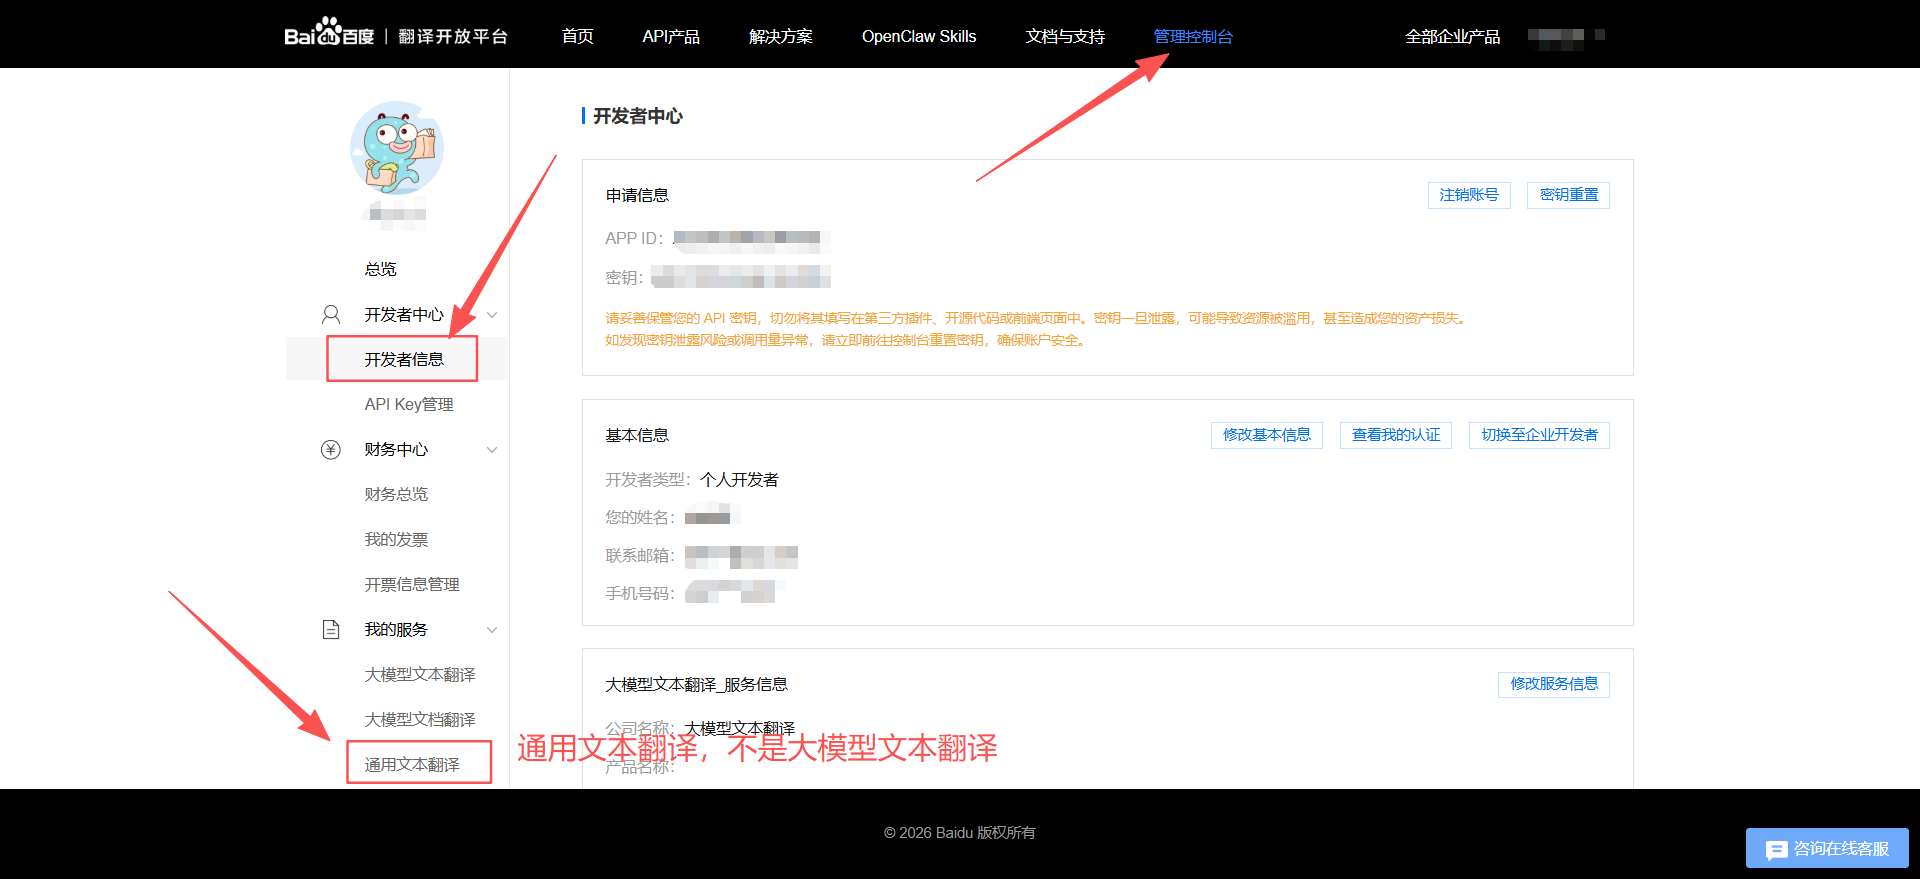 Baidu百度 | 翻译开放平台
首页
API产品
解决方案
OpenClaw Skills
文档与支持
管理控制台
全部企业产品
总览
开发者中心
开发者信息
API Key管理
财务中心
财务总览
我的发票
开票信息管理
我的服务
大模型文本翻译
大模型文档翻译
通用文本翻译
开发者中心
申请信息
注销账号
密钥重置
APP ID：
密钥：
请妥善保管您的 API 密钥，切勿将其填写在第三方插件、开源代码或前端页面中。密钥一旦泄露，可能导致资源被滥用，甚至造成您的资产损失。
如发现密钥泄露风险或调用量异常，请立即前往控制台重置密钥，确保账户安全。
基本信息
修改基本信息
查看我的认证
切换至企业开发者
开发者类型：个人开发者
您的姓名：
联系邮箱：
手机号码：
大模型文本翻译_服务信息
修改服务信息
公司名称：大模型文本翻译
通用文本翻译，不是大模型文本翻译
产品名称：
© 2026 Baidu 版权所有
咨询在线客服